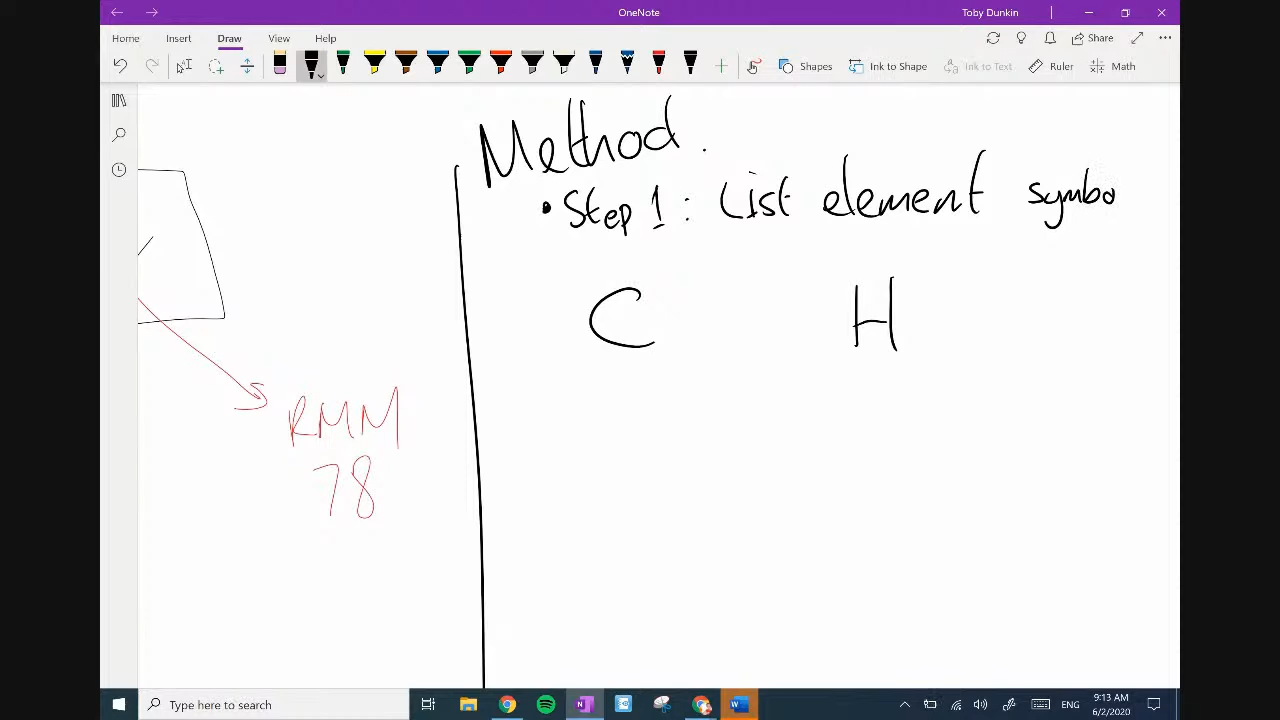 OneNote
Toby Dunkin
Home Insert Draw View Help
Share
Shapes Ink to Shape Ink to Text Ruler Math
Method.
• Step 1: List element symbo
C H
RMM
78
Type here to search
ENG
9:13 AM
6/2/2020